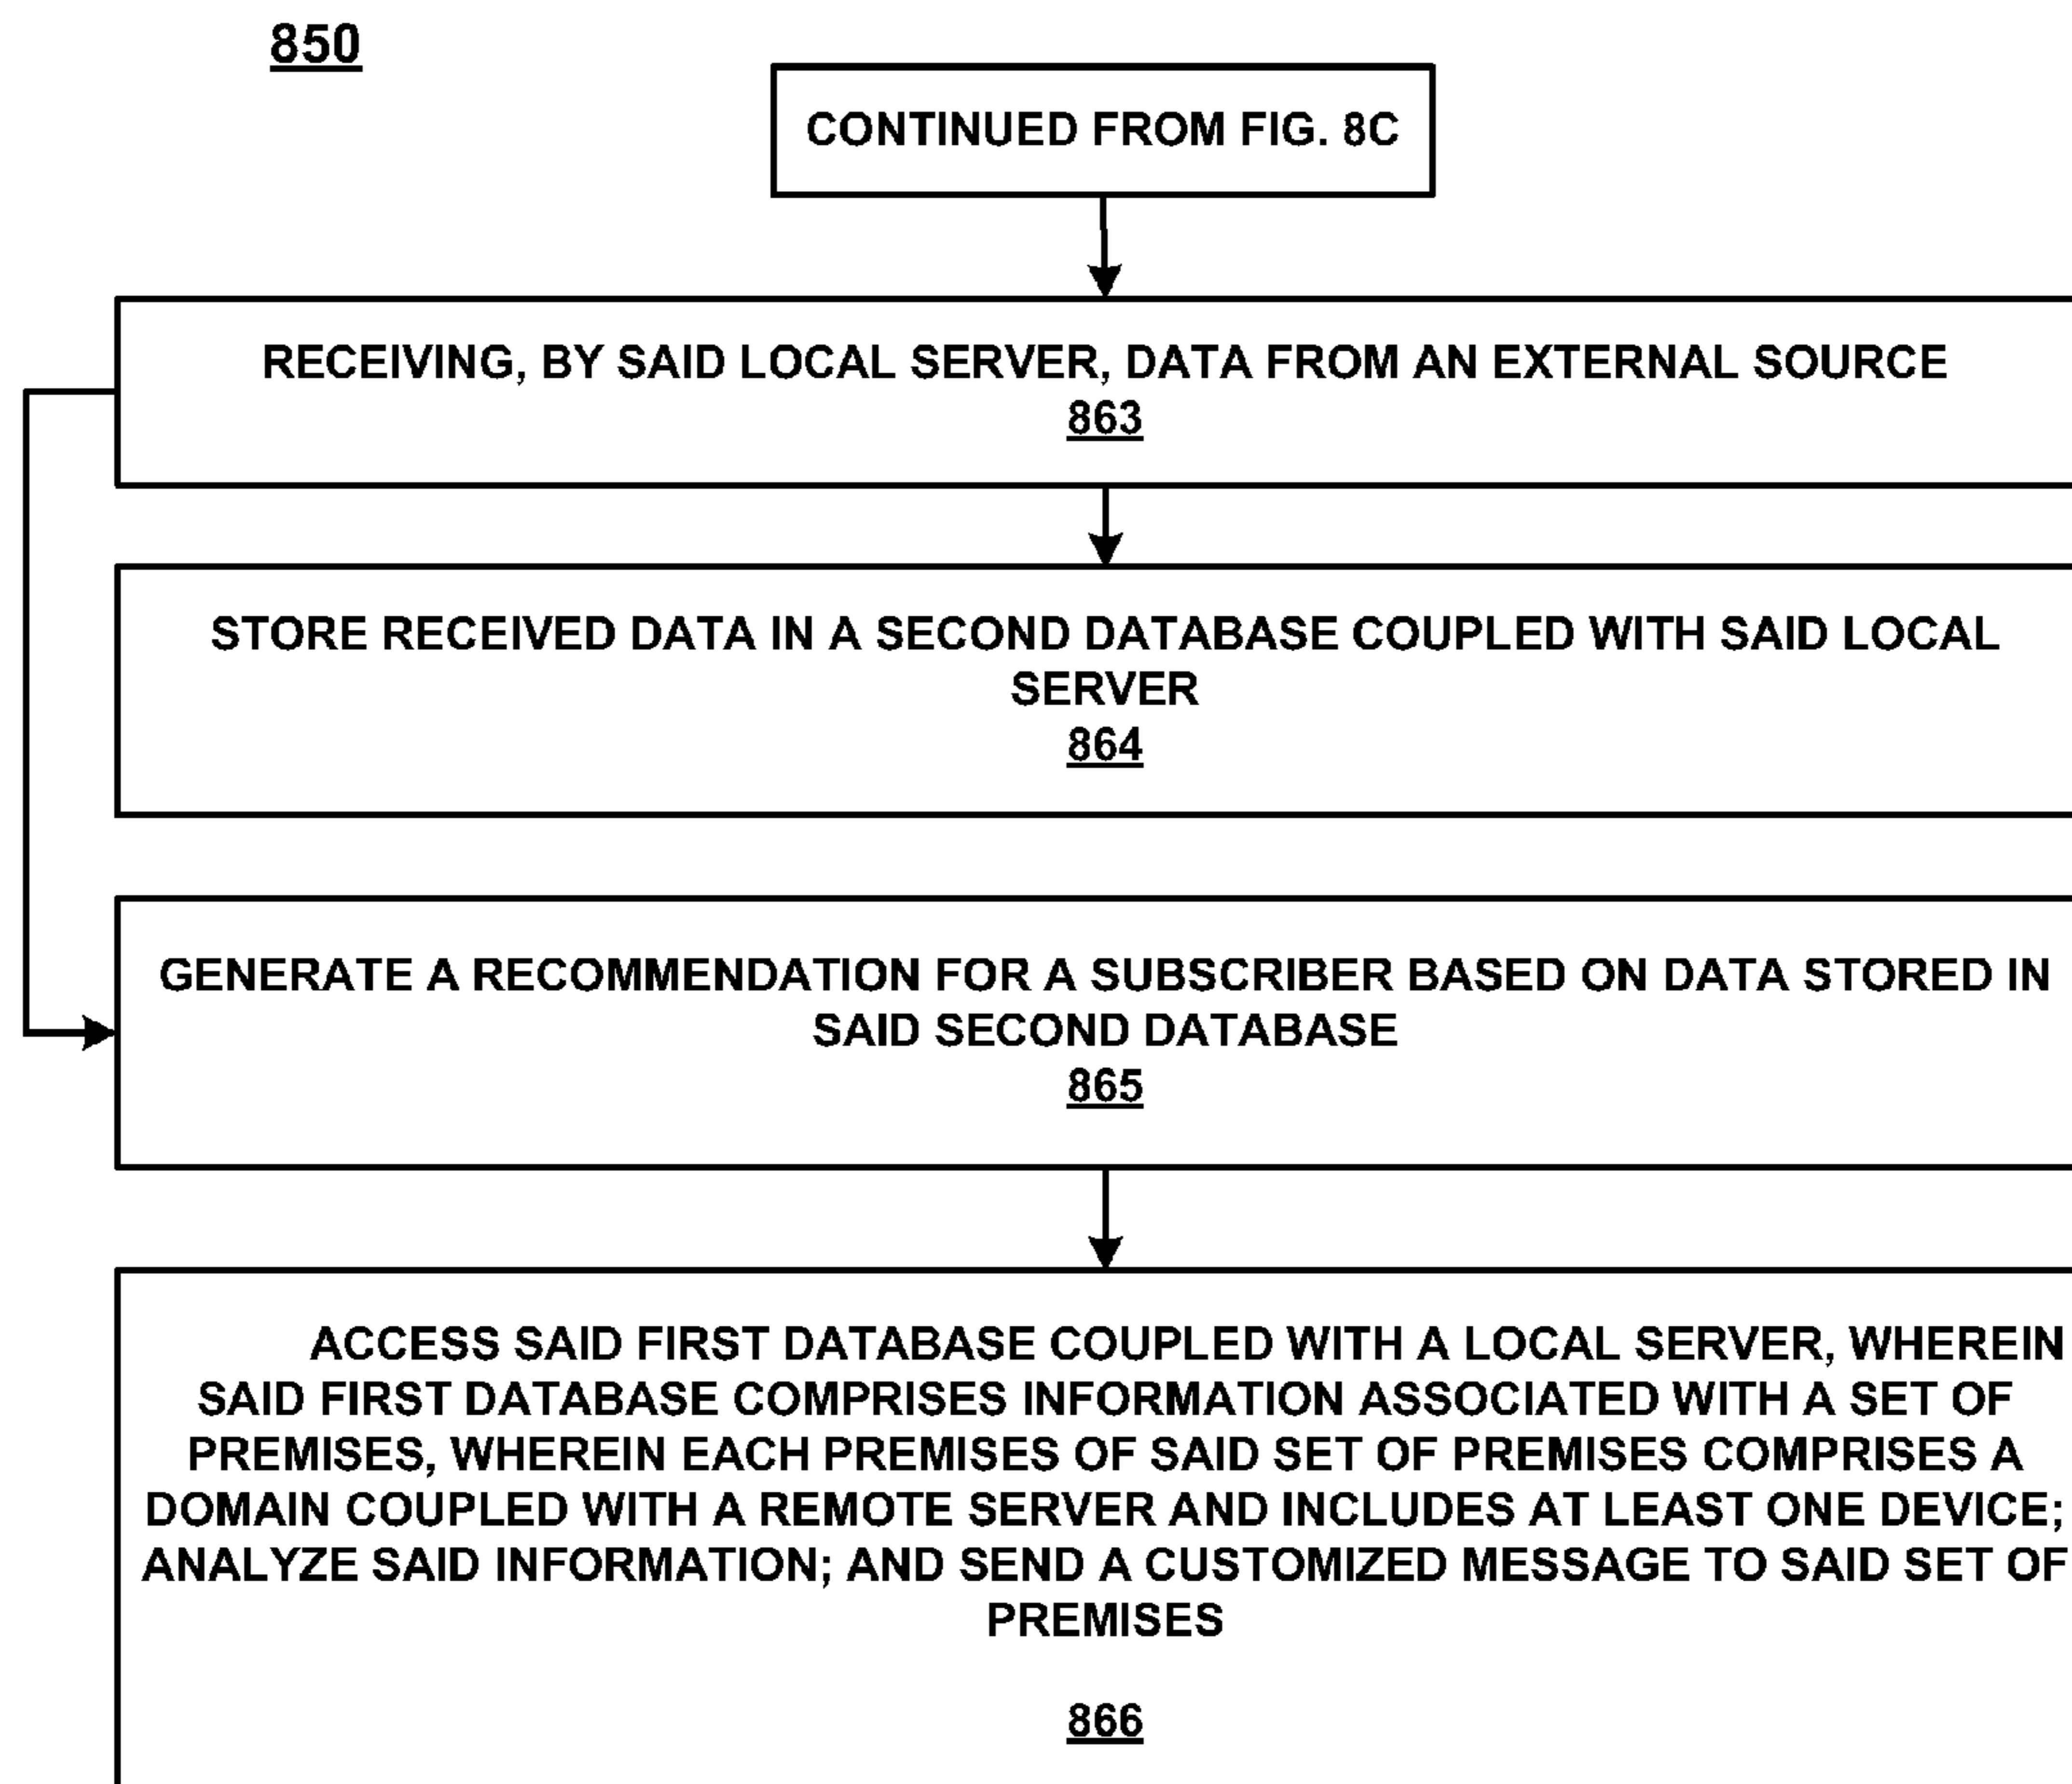 850
CONTINUED FROM FIG. 8C
RECEIVING, BY SAID LOCAL SERVER, DATA FROM AN EXTERNAL SOURCE
863
STORE RECEIVED DATA IN A SECOND DATABASE COUPLED WITH SAID LOCAL
SERVER
864
GENERATE A RECOMMENDATION FOR A SUBSCRIBER BASED ON DATA STORED IN
SAID SECOND DATABASE
865
ACCESS SAID FIRST DATABASE COUPLED WITH A LOCAL SERVER, WHEREIN
SAID FIRST DATABASE COMPRISES INFORMATION ASSOCIATED WITH A SET OF
PREMISES, WHEREIN EACH PREMISES OF SAID SET OF PREMISES COMPRISES A
DOMAIN COUPLED WITH A REMOTE SERVER AND INCLUDES AT LEAST ONE DEVICE;
ANALYZE SAID INFORMATION; AND SEND A CUSTOMIZED MESSAGE TO SAID SET OF
PREMISES
866